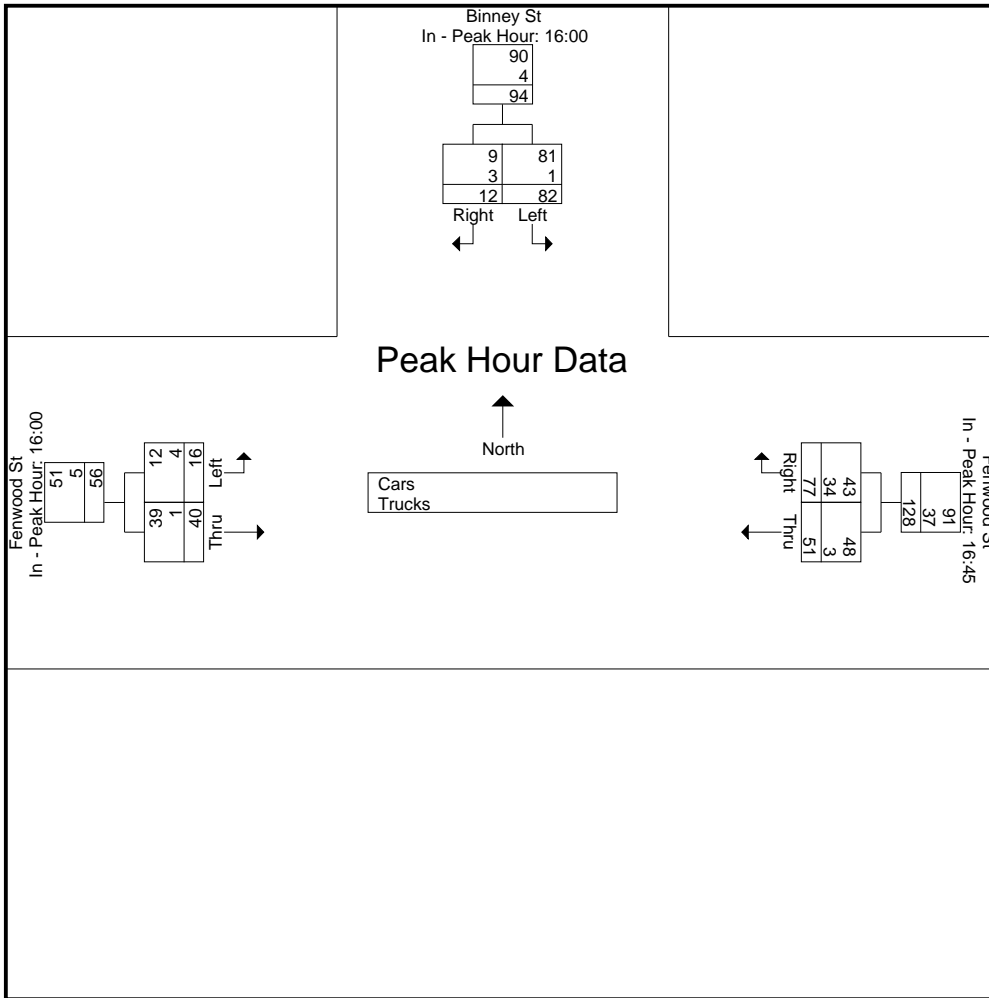 Binney St
In - Peak Hour: 16:00
90
4
94
9 81
3 1
12 82
Right Left
Peak Hour Data
North
Cars
Trucks
Fenwood St
In - Peak Hour: 16:00
51
5
56
12 39
4 1
16 40
Left Thru
Right Thru
77 51
34 3
43 48
128
37
91
Fenwood St
In - Peak Hour: 16:45